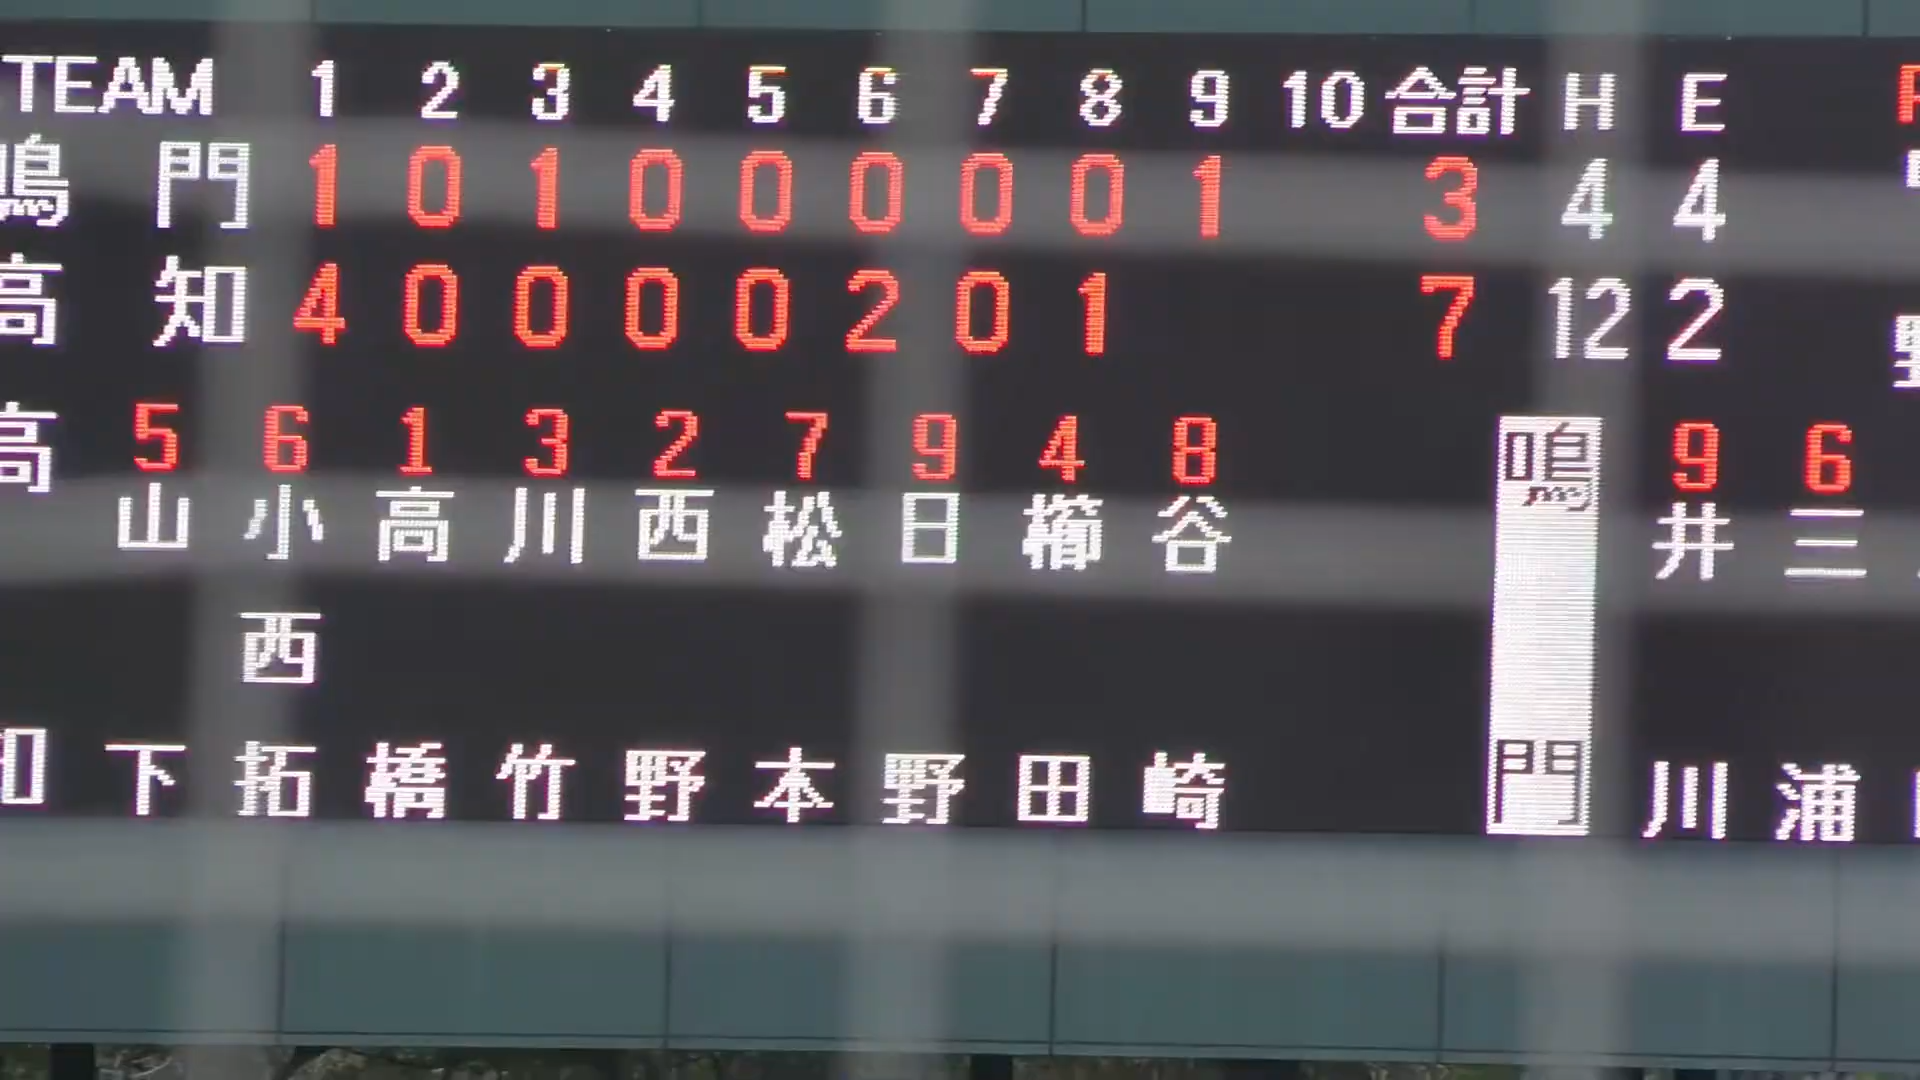 TEAM 1 2 3 4 5 6 7 8 9 10 合計 H E
鳴門 1 0 1 0 0 0 0 0 1 3 4 4
高知 4 0 0 0 0 2 0 1 7 12 2
高 5 6 1 3 2 7 9 4 8 鳴門 9 6
山下
小西拓
高橋
川竹
西野
松本
日野
櫛田
谷崎
井川
三浦